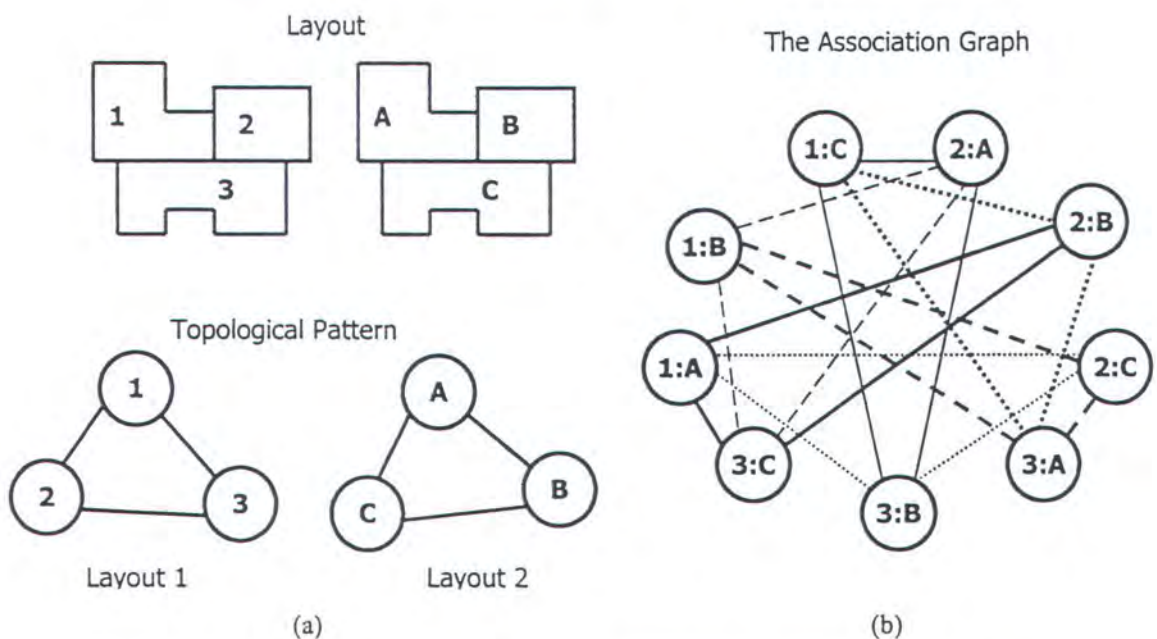 Layout
1
2
3
A
B
C
Topological Pattern
1
2
3
A
C
B
Layout 1
Layout 2
(a)
The Association Graph
1:C
2:A
1:B
2:B
1:A
2:C
3:C
3:A
3:B
(b)